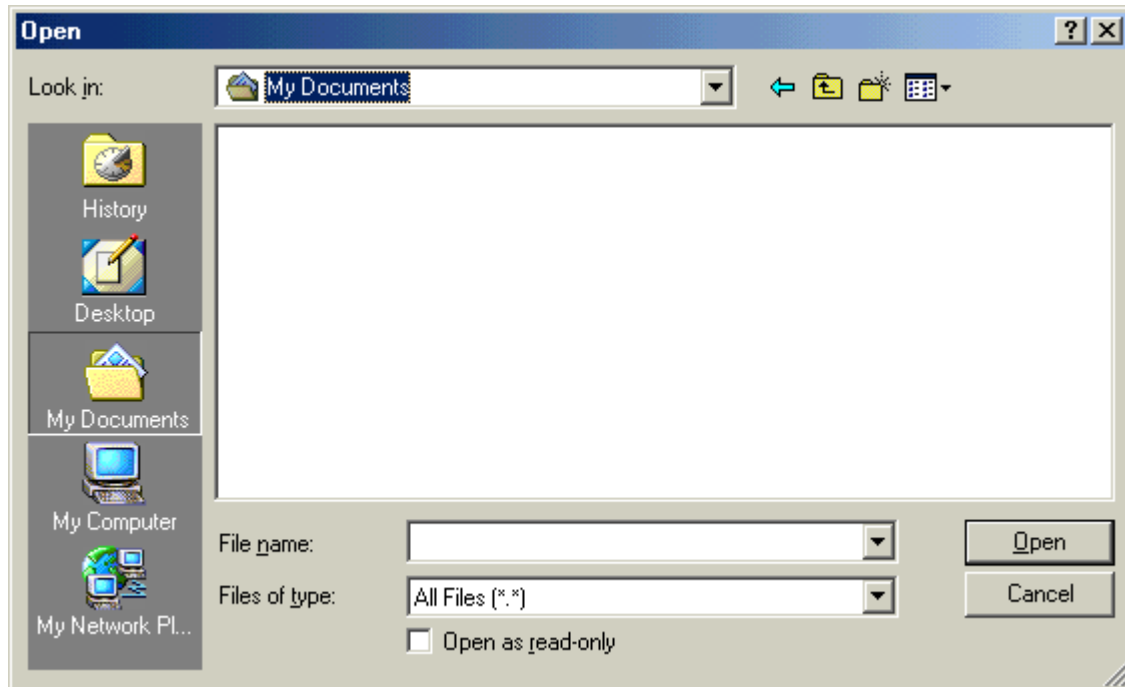 Open
Look in:
My Documents
History
Desktop
My Documents
My Computer
My Network Pl...
File name:
Open
Files of type:
All Files (*.*)
Cancel
Open as read-only